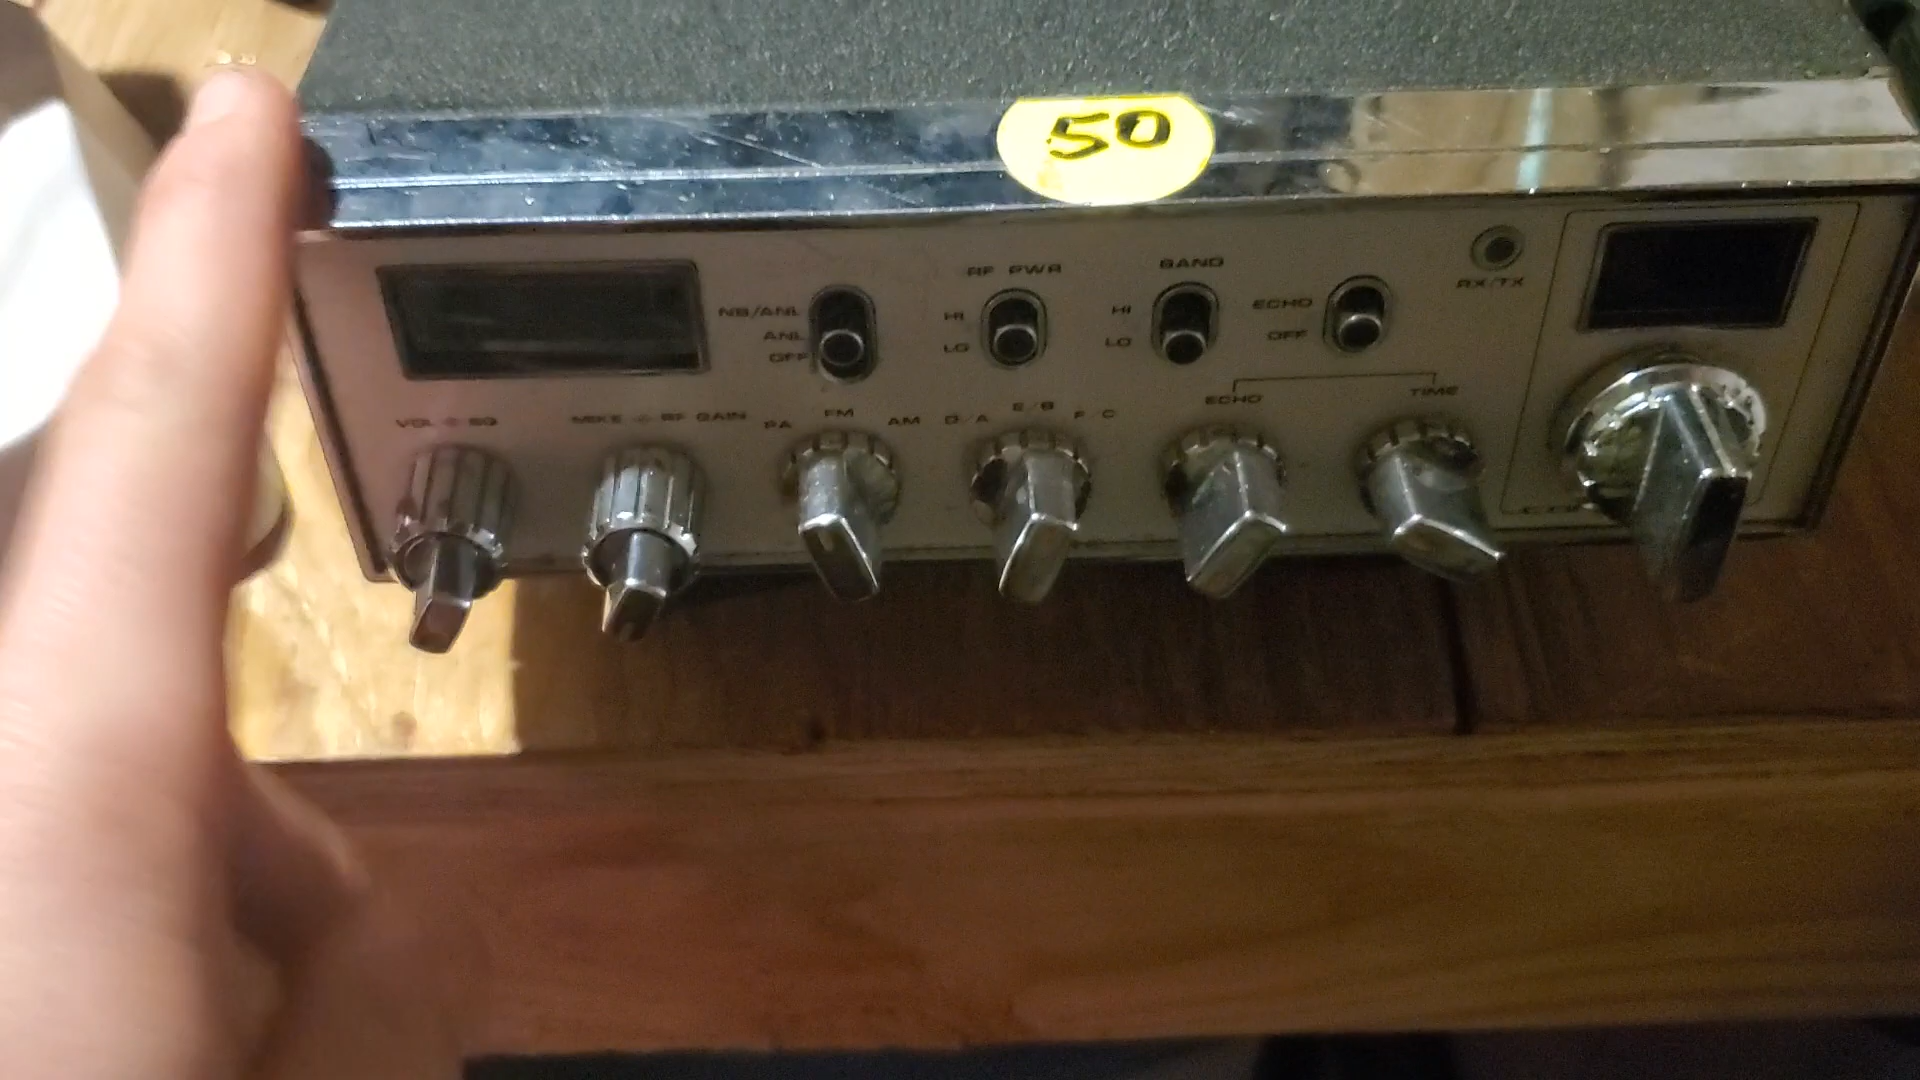 50
RF PWR
BAND
RX/TX
NB/ANL
ANL
OFF
HI
LO
HI
LO
ECHO
OFF
VOL SQ
MIKE RF GAIN
PA
FM
AM
D/A
E/B
F/C
ECHO
TIME